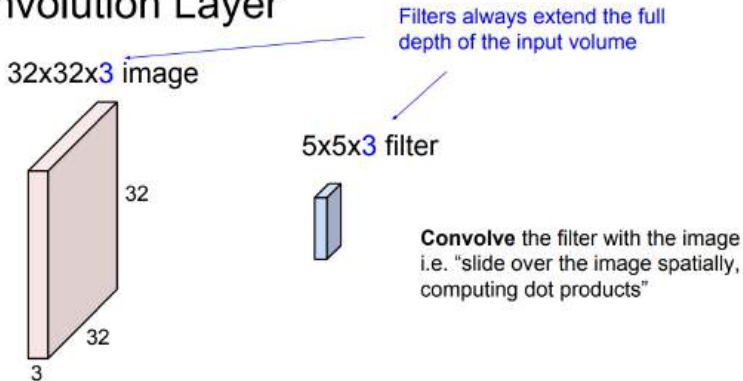 nvolution Layer
Filters always extend the full
depth of the input volume
32x32x3 image
5x5x3 filter
32
Convolve the filter with the image
i.e. “slide over the image spatially,
computing dot products”
32
3